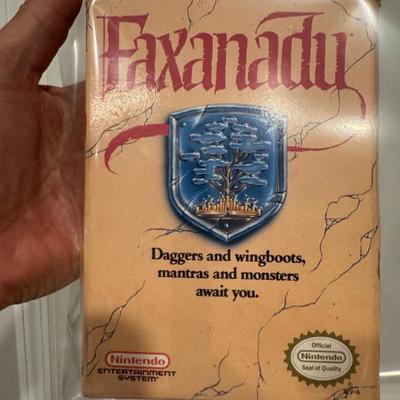 Faxanadu
Daggers and wingboots,
mantras and monsters
await you.
Nintendo
ENTERTAINMENT
SYSTEM®
Official
Nintendo
Seal of Quality